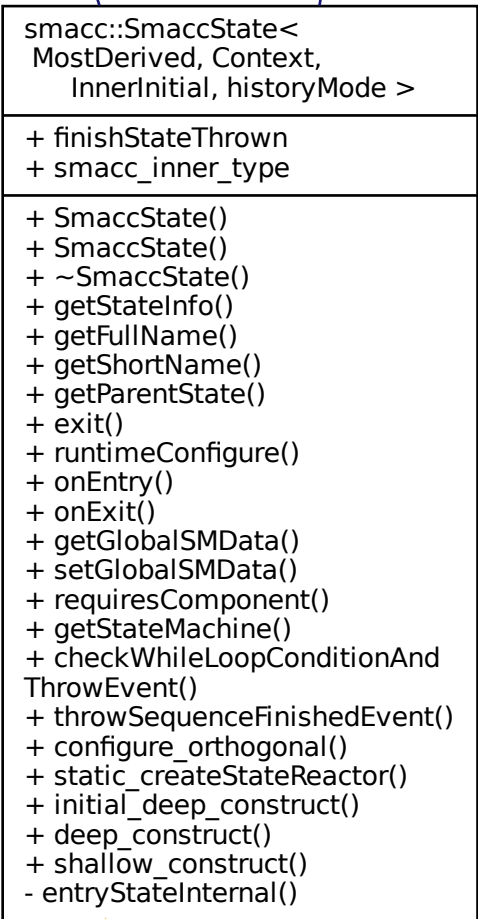 smacc::SmaccState<
MostDerived, Context,
InnerInitial, historyMode >
+ finishStateThrown
+ smacc_inner_type
+ SmaccState()
+ SmaccState()
+ ~SmaccState()
+ getStateInfo()
+ getFullName()
+ getShortName()
+ getParentState()
+ exit()
+ runtimeConfigure()
+ onEntry()
+ onExit()
+ getGlobalSMData()
+ setGlobalSMData()
+ requiresComponent()
+ getStateMachine()
+ checkWhileLoopConditionAnd
ThrowEvent()
+ throwSequenceFinishedEvent()
+ configure_orthogonal()
+ static_createStateReactor()
+ initial_deep_construct()
+ deep_construct()
+ shallow_construct()
- entryStateInternal()